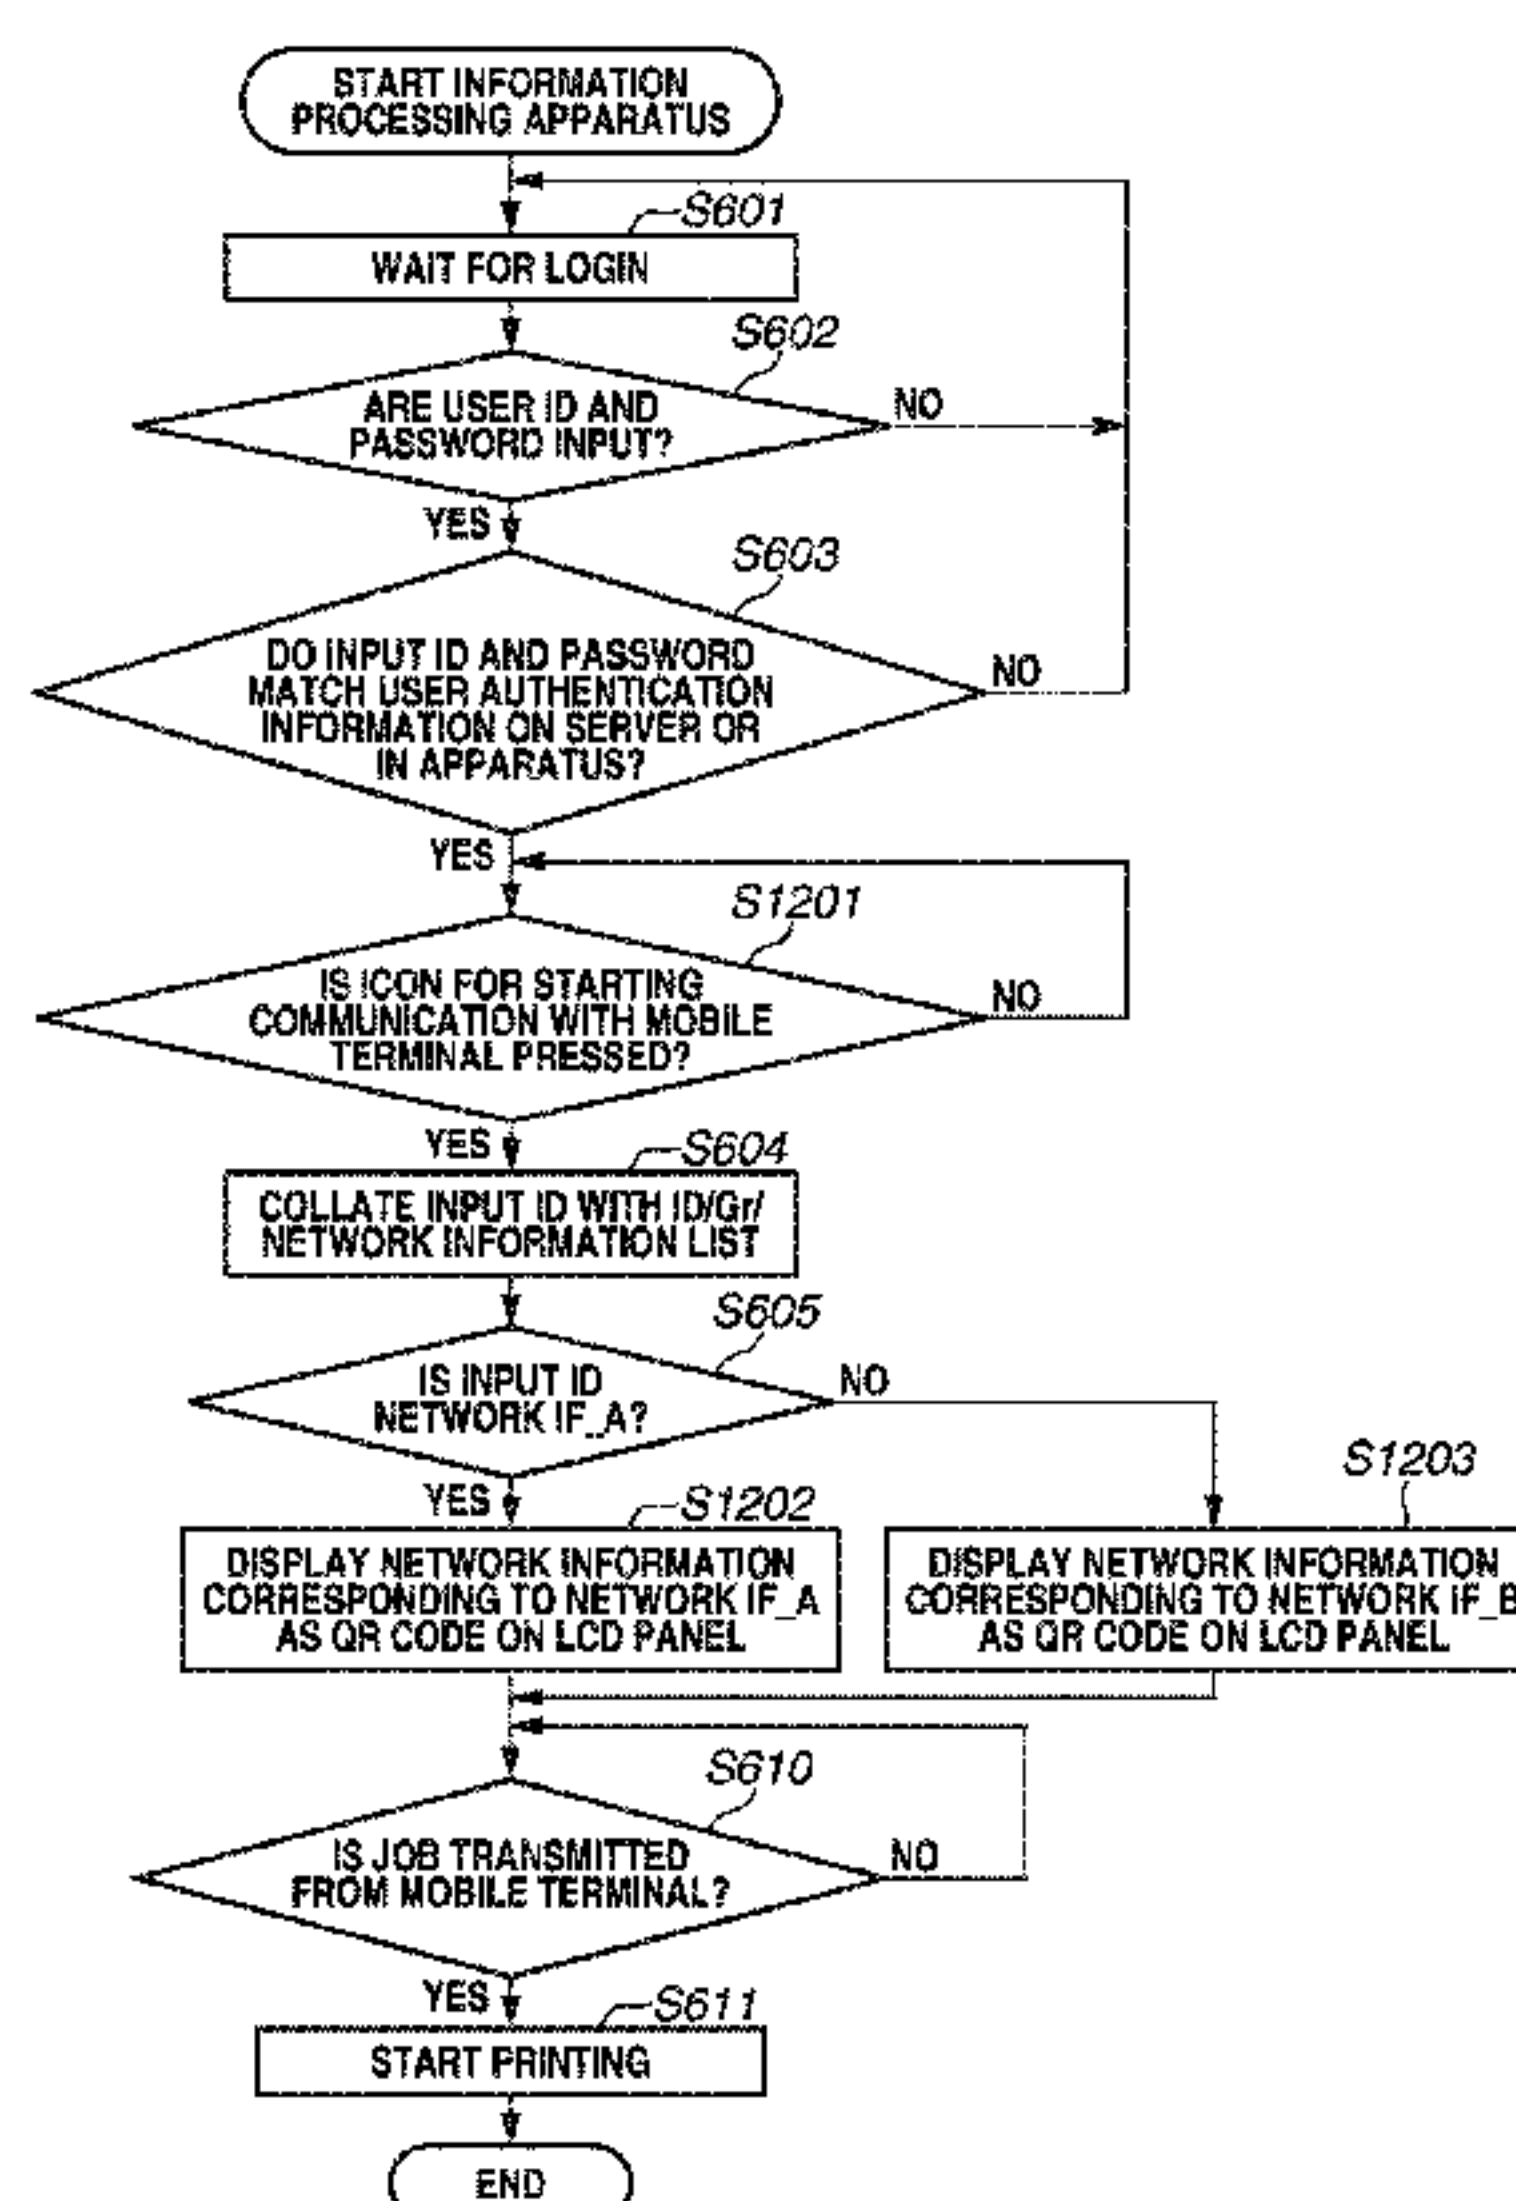 START INFORMATION
PROCESSING APPARATUS
S601
WAIT FOR LOGIN
S602
ARE USER ID AND
PASSWORD INPUT?
NO
YES
S603
DO INPUT ID AND PASSWORD
MATCH USER AUTHENTICATION
INFORMATION ON SERVER OR
IN APPARATUS?
NO
YES
S1201
IS ICON FOR STARTING
COMMUNICATION WITH MOBILE
TERMINAL PRESSED?
NO
YES
S604
COLLATE INPUT ID WITH ID/Gr/
NETWORK INFORMATION LIST
S605
IS INPUT ID
NETWORK IF_A?
NO
YES
S1202
DISPLAY NETWORK INFORMATION
CORRESPONDING TO NETWORK IF_A
AS QR CODE ON LCD PANEL
S1203
DISPLAY NETWORK INFORMATION
CORRESPONDING TO NETWORK IF_B
AS QR CODE ON LCD PANEL
S610
IS JOB TRANSMITTED
FROM MOBILE TERMINAL?
NO
YES
S611
START PRINTING
END